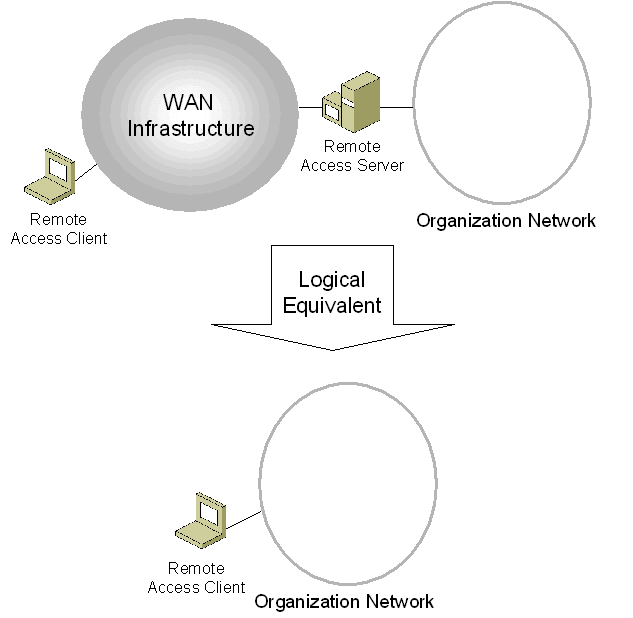 WAN
Infrastructure
Remote
Access Server
Remote
Access Client
Organization Network
Logical
Equivalent
Remote
Access Client
Organization Network